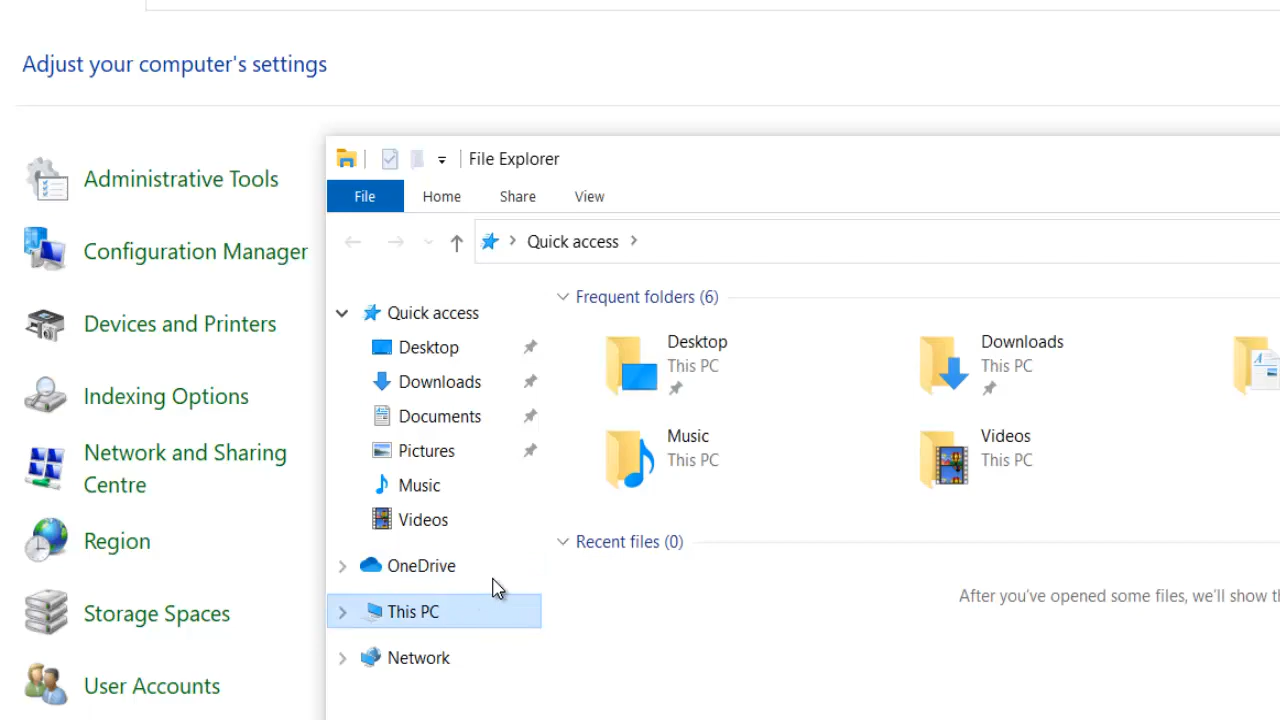 Adjust your computer's settings
Administrative Tools
Configuration Manager
Devices and Printers
Indexing Options
Network and Sharing
Centre
Region
Storage Spaces
User Accounts
File Explorer
File
Home
Share
View
Quick access
Quick access
Desktop
Downloads
Documents
Pictures
Music
Videos
OneDrive
This PC
Network
Frequent folders (6)
Desktop
This PC
Downloads
This PC
Music
This PC
Videos
This PC
Recent files (0)
After you've opened some files, we'll show